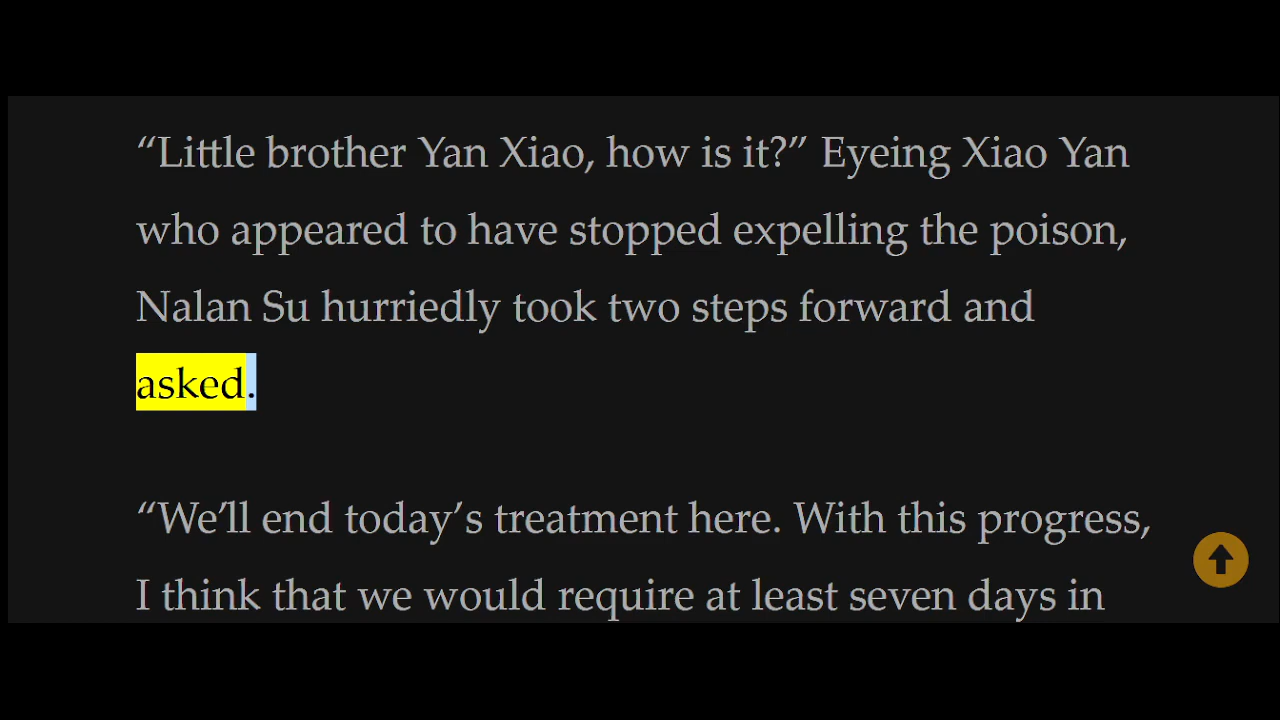 “Little brother Yan Xiao, how is it?” Eyeing Xiao Yan
who appeared to have stopped expelling the poison,
Nalan Su hurriedly took two steps forward and
asked.
“We’ll end today’s treatment here. With this progress,
I think that we would require at least seven days in